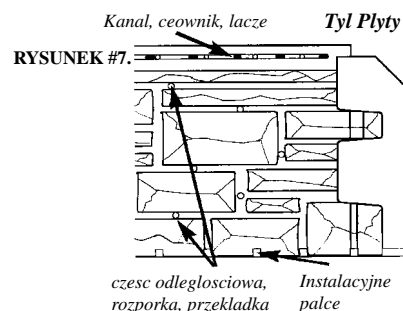 Kanal, ceownik, lacze
Tyl Plyty
RYSUNEK #7.
czesc odleglosciowa,
rozporka, przekladka
Instalacyjne
palce